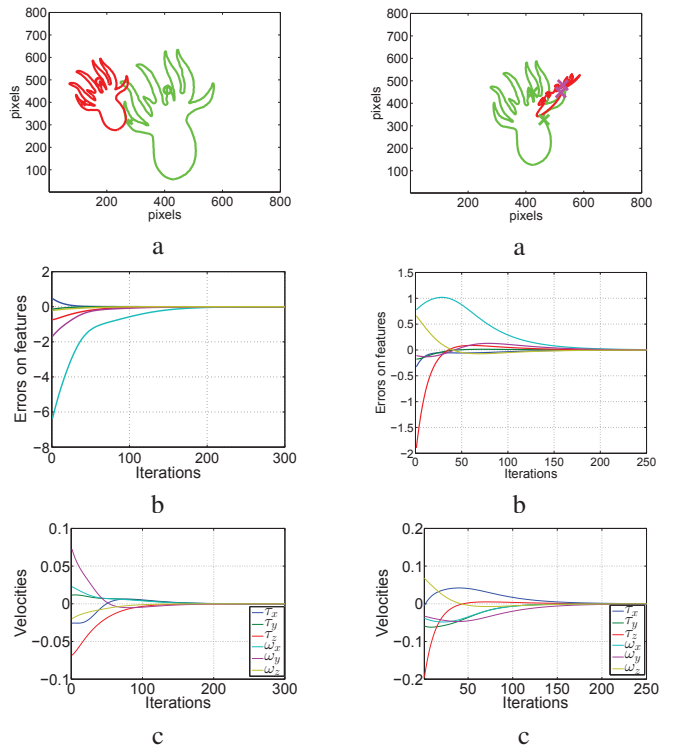 800
700
600
500
400
300
200
100
200 400 600 800
pixels
pixels
a
800
700
600
500
400
300
200
100
200 400 600 800
pixels
pixels
a
2
0
−2
−4
−6
−8
0 100 200 300
Errors on features
Iterations
b
1.5
1
0.5
0
−0.5
−1
−1.5
−2
0 50 100 150 200 250
Errors on features
Iterations
b
0.1
0.05
0
−0.05
−0.1
0 100 200 300
Velocities
Iterations
τx
τy
τz
ωx
ωy
ωz
c
0.2
0.1
0
−0.1
−0.2
50 100 150 200 250
Velocities
Iterations
τx
τy
τz
ωx
ωy
ωz
c